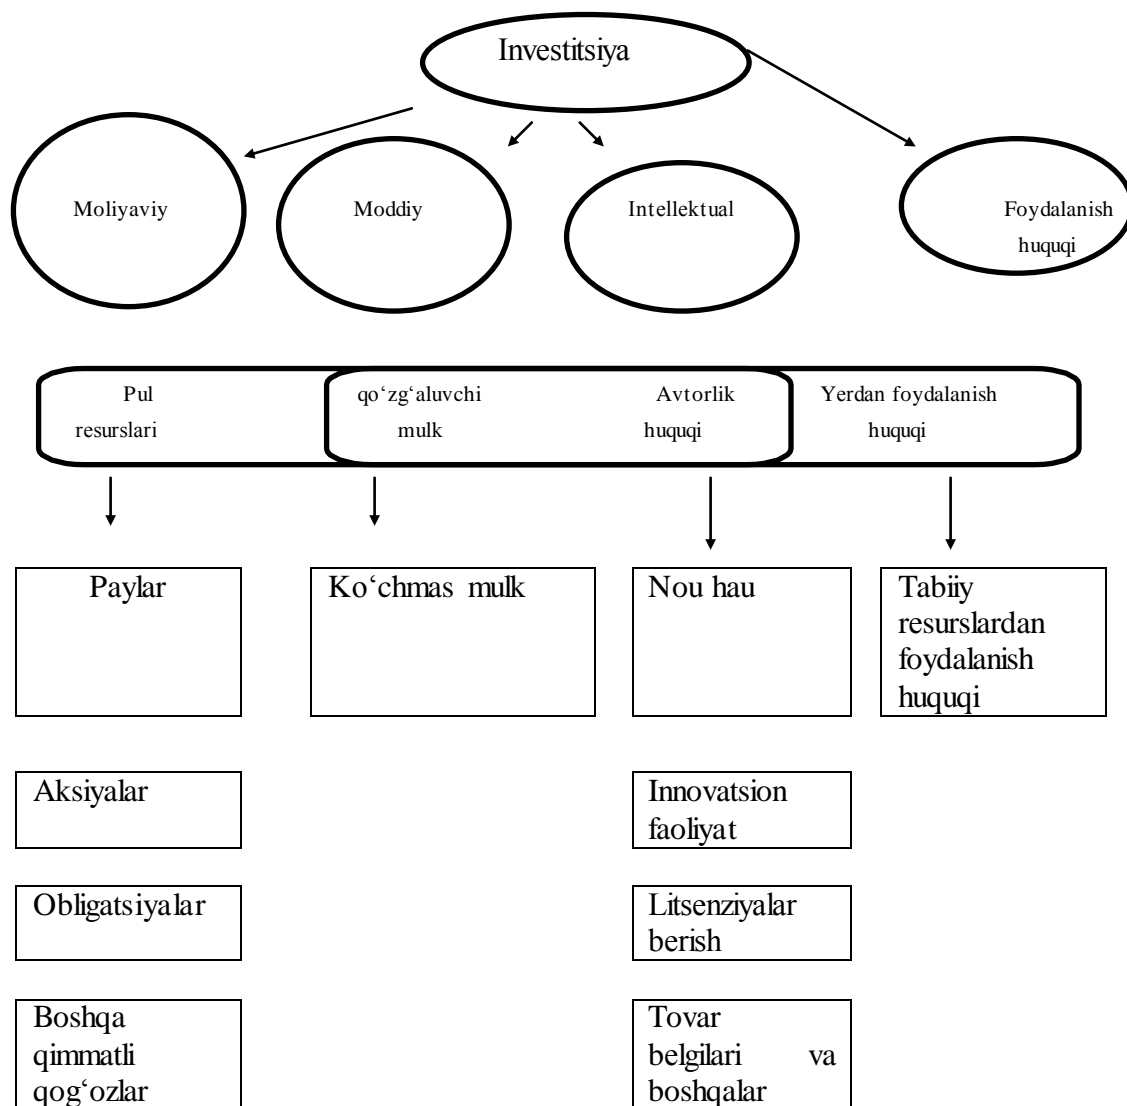 Investitsiya
Moliyaviy
Moddiy
Intellektual
Foydalanish
huquqi
Pul
resurslari
qo‘zg‘aluvchi
mulk
Avtorlik
huquqi
Yerdan foydalanish
huquqi
Paylar
Ko‘chmas mulk
Nou hau
Tabiiy
resurslardan
foydalanish
huquqi
Aksiyalar
Innovatsion
faoliyat
Obligatsiyalar
Litsenziyalar
berish
Boshqa
qimmatli
qog‘ozlar
Tovar
belgilari va
boshqalar